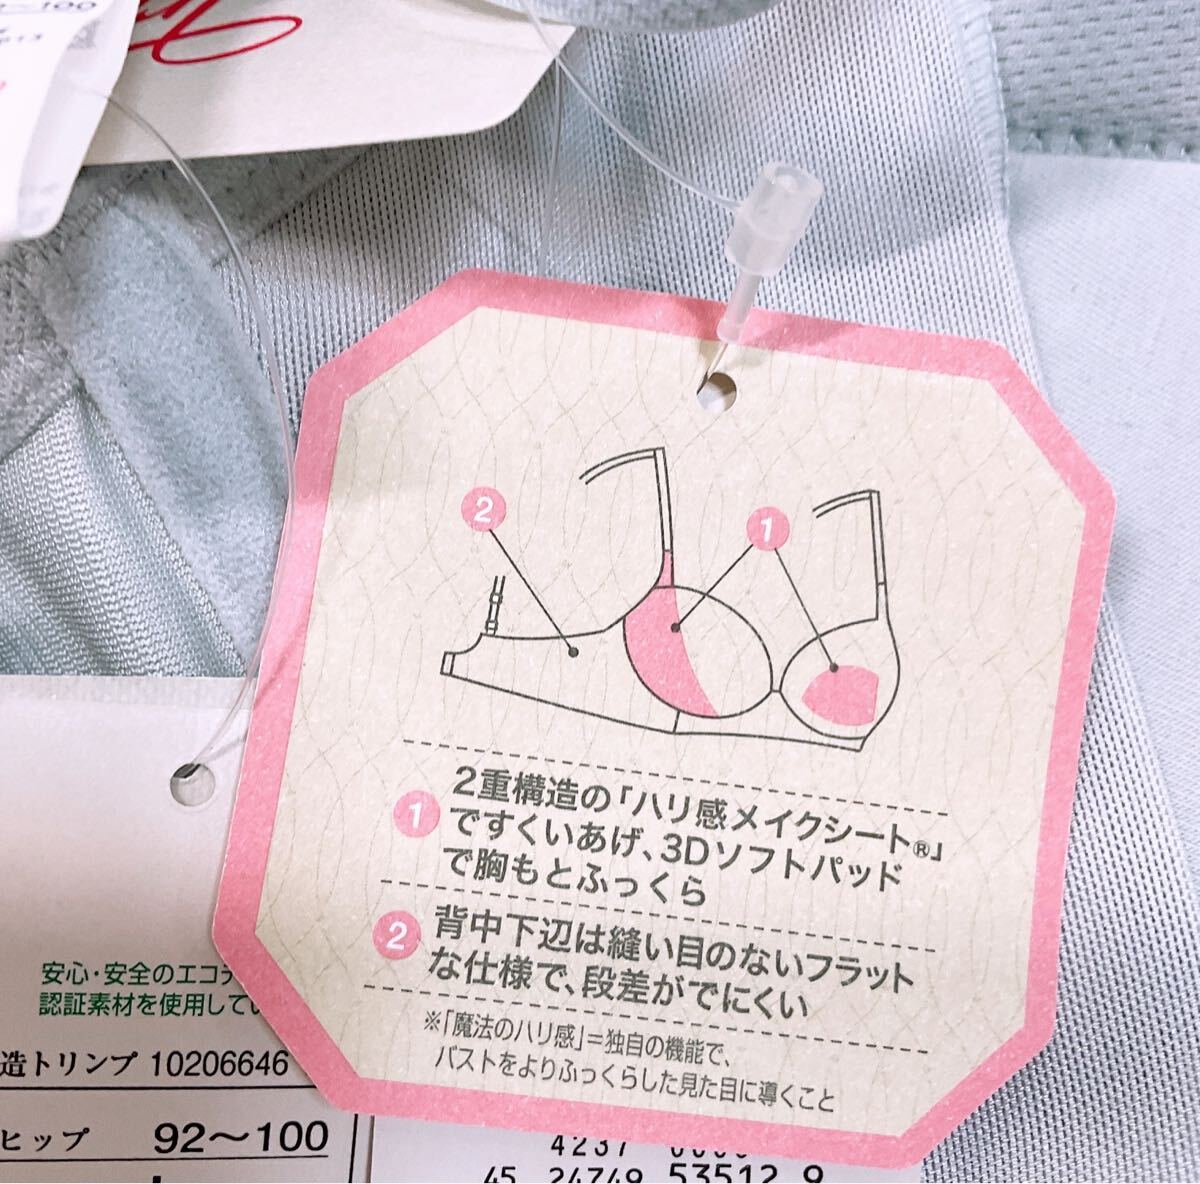 ~100
2
1
1
2重構造の「ハリ感メイクシート®」
ですくいあげ、3Dソフトパッド
で胸もとふっくら
2
背中下辺は縫い目のないフラット
な仕様で、段差がでにくい
※「魔法のハリ感」=独自の機能で、
バストをよりふっくらした見た目に導くこと
安心・安全のエコテ
認証素材を使用してい
造トリンプ 10206646
ヒップ 92〜100
L
4237
45 24749 53512 9